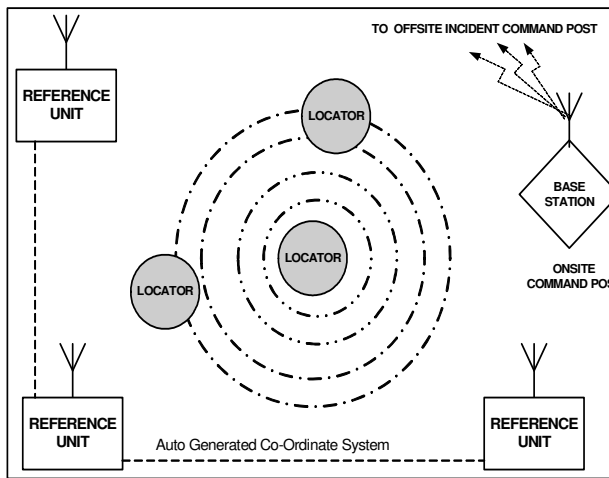 TO OFFSITE INCIDENT COMMAND POST
REFERENCE
UNIT
LOCATOR
BASE
STATION
LOCATOR
LOCATOR
ONSITE
COMMAND POS
REFERENCE
UNIT
Auto Generated Co-Ordinate System
REFERENCE
UNIT